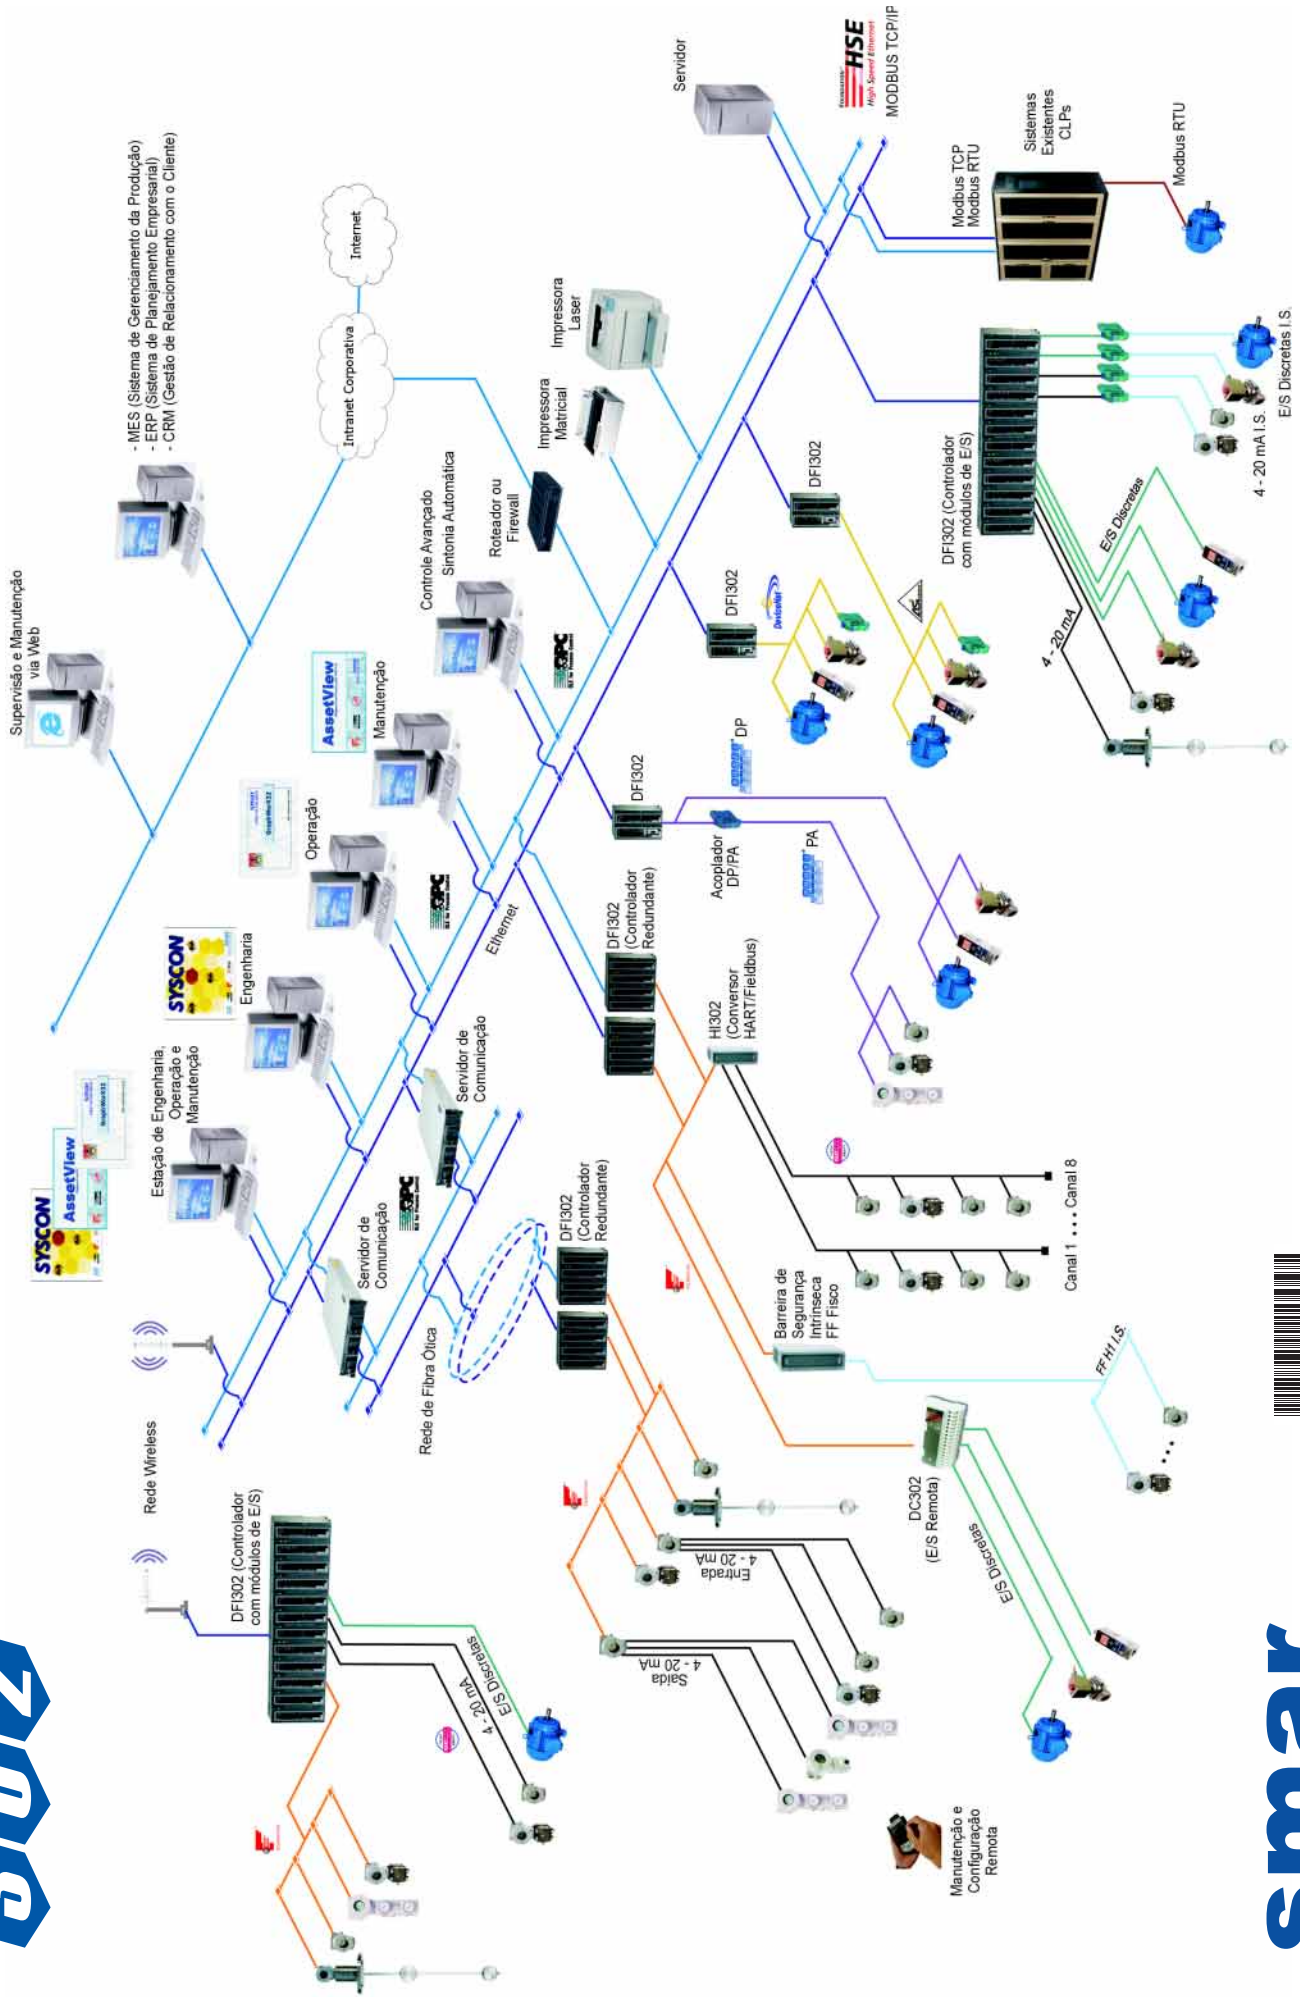 - MES (Sistema de Gerenciamento da Produção)
- ERP (Sistema de Planejamento Empresarial)
- CRM (Gestão de Relacionamento com o Cliente)
Supervisão e Manutenção
via Web
Internet
Intranet Corporativa
Servidor
FOUNDATION
HSE
High Speed Ethernet
MODBUS TCP/IP
Impressora
Laser
Impressora
Matricial
Roteador ou
Firewall
Controle Avançado
Sintonia Automática
AssetView
Manutenção
Operação
SYSCON
Engenharia
SYSCON
AssetView
Estação de Engenharia,
Operação e
Manutenção
OPC
OPC
OPC
Ethernet
Servidor de
Comunicação
Servidor de
Comunicação
Rede de Fibra Ótica
Rede Wireless
DFI302 (Controlador
com módulos de E/S)
4 - 20 mA
E/S Discretas
DFI302
(Controlador
Redundante)
Entrada
4 - 20 mA
Saida
4 - 20 mA
DFI302
(Controlador
Redundante)
HI302
(Conversor
HART/Fieldbus)
Canal 1
Canal 8
Barreira de
Segurança
Intrínseca
FF Fisco
FF H1 I.S.
DC302
(E/S Remota)
E/S Discretas
Manutenção e
Configuração
Remota
DFI302
DP
Acoplador
DP/PA
PA
DFI302
DeviceNet
DFI302
DFI302 (Controlador
com módulos de E/S)
4 - 20 mA
E/S Discretas
4 - 20 mA I.S.
E/S Discretas I.S.
Modbus TCP
Modbus RTU
Sistemas
Existentes
CLPs
Modbus RTU
smar